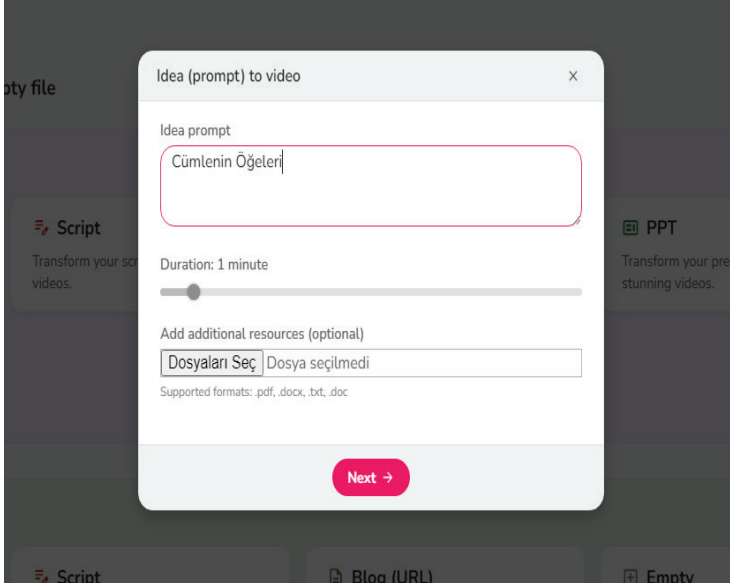 Idea (prompt) to video
X
pty file
Idea prompt
Cümlenin Öğeleri
Script
PPT
Transform your scr
videos.
Transform your pre
stunning videos.
Duration: 1 minute
Add additional resources (optional)
Dosyaları Seç Dosya seçilmedi
Supported formats: .pdf, .docx, .txt, .doc
Next →
Script
Blog (URL)
Empty